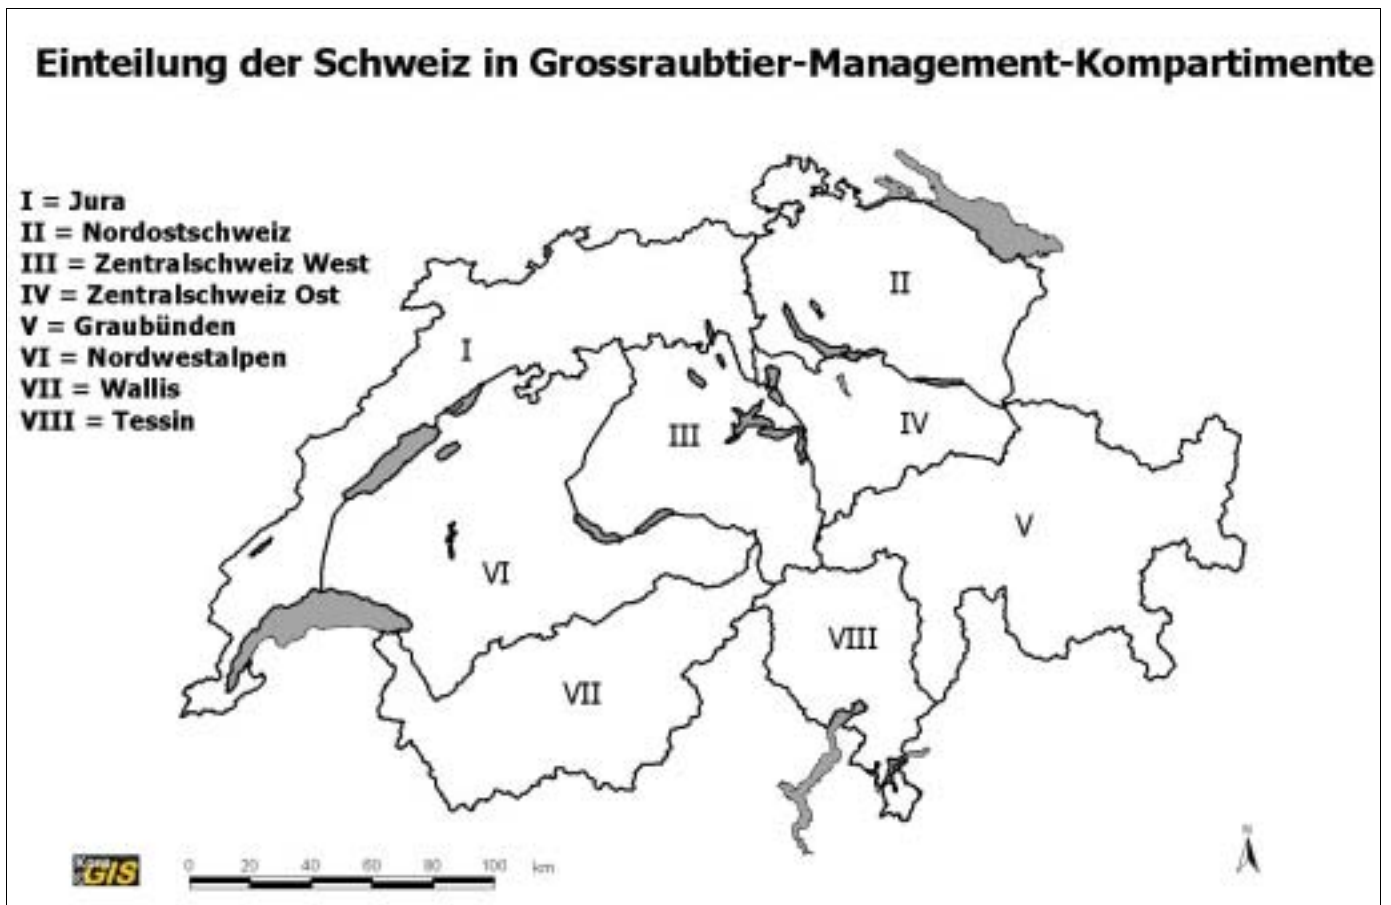 Einteilung der Schweiz in Grossraubtier-Management-Kompartimente
I = Jura
II = Nordostschweiz
III = Zentralschweiz West
IV = Zentralschweiz Ost
V = Graubünden
VI = Nordwestalpen
VII = Wallis
VIII = Tessin
II
I
IV
III
V
VI
VIII
VII
GIS
0 20 40 60 80 100 km
N